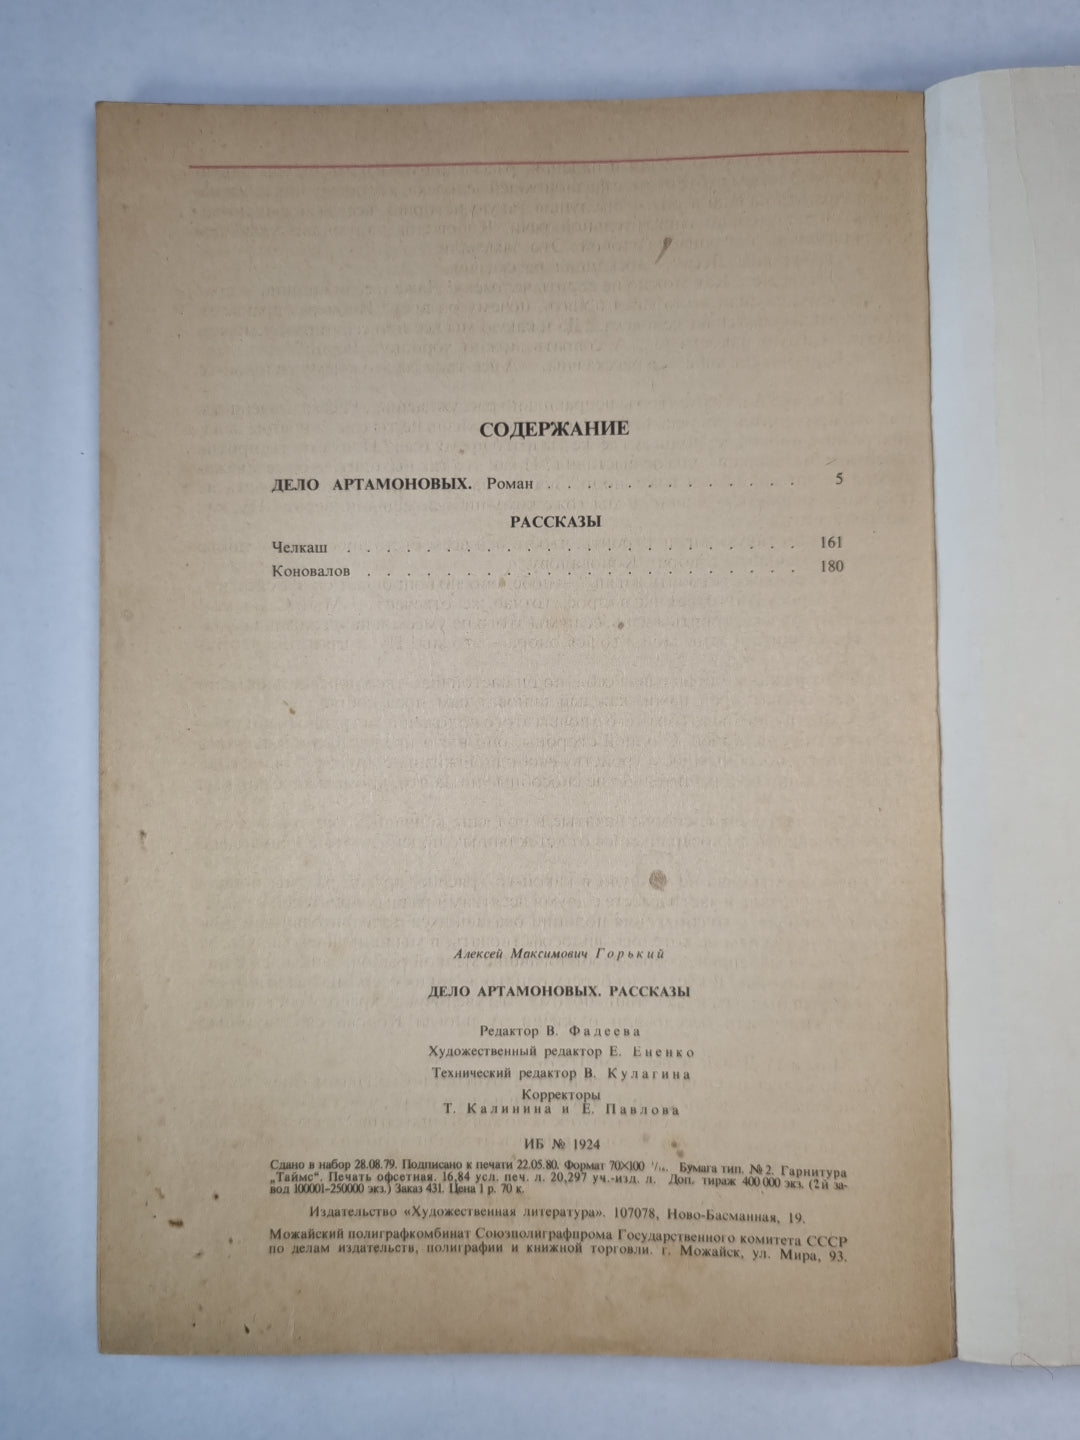 СОДЕРЖАНИЕ
ДЕЛО АРТАМОНОВЫХ. Роман . . . . . . . . . . . . . 5
РАССКАЗЫ
Челкаш . . . . . . . . . . . . . . . . . . . . . . . 161
Коновалов . . . . . . . . . . . . . . . . . . . . . . 180
Алексей Максимович Горький
ДЕЛО АРТАМОНОВЫХ. РАССКАЗЫ
Редактор В. Фадеева
Художественный редактор Е. Ененко
Технический редактор В. Кулагина
Корректоры
Т. Калинина и Е. Павлова
ИБ № 1924
Сдано в набор 28.08.79. Подписано к печати 22.05.80. Формат 70×100 1/16. Бумага тип. № 2. Гарнитура
„Таймс“. Печать офсетная. 16,84 усл. печ. л. 20,297 уч.-изд. л. Доп. тираж 400 000 экз. (2-й за-
вод 100001–250000 экз.) Заказ 431. Цена 1 р. 70 к.
Издательство «Художественная литература». 107078, Ново-Басманная, 19.
Можайский полиграфкомбинат Союзполиграфпрома Государственного комитета СССР
по делам издательств, полиграфии и книжной торговли. г. Можайск, ул. Мира, 93.